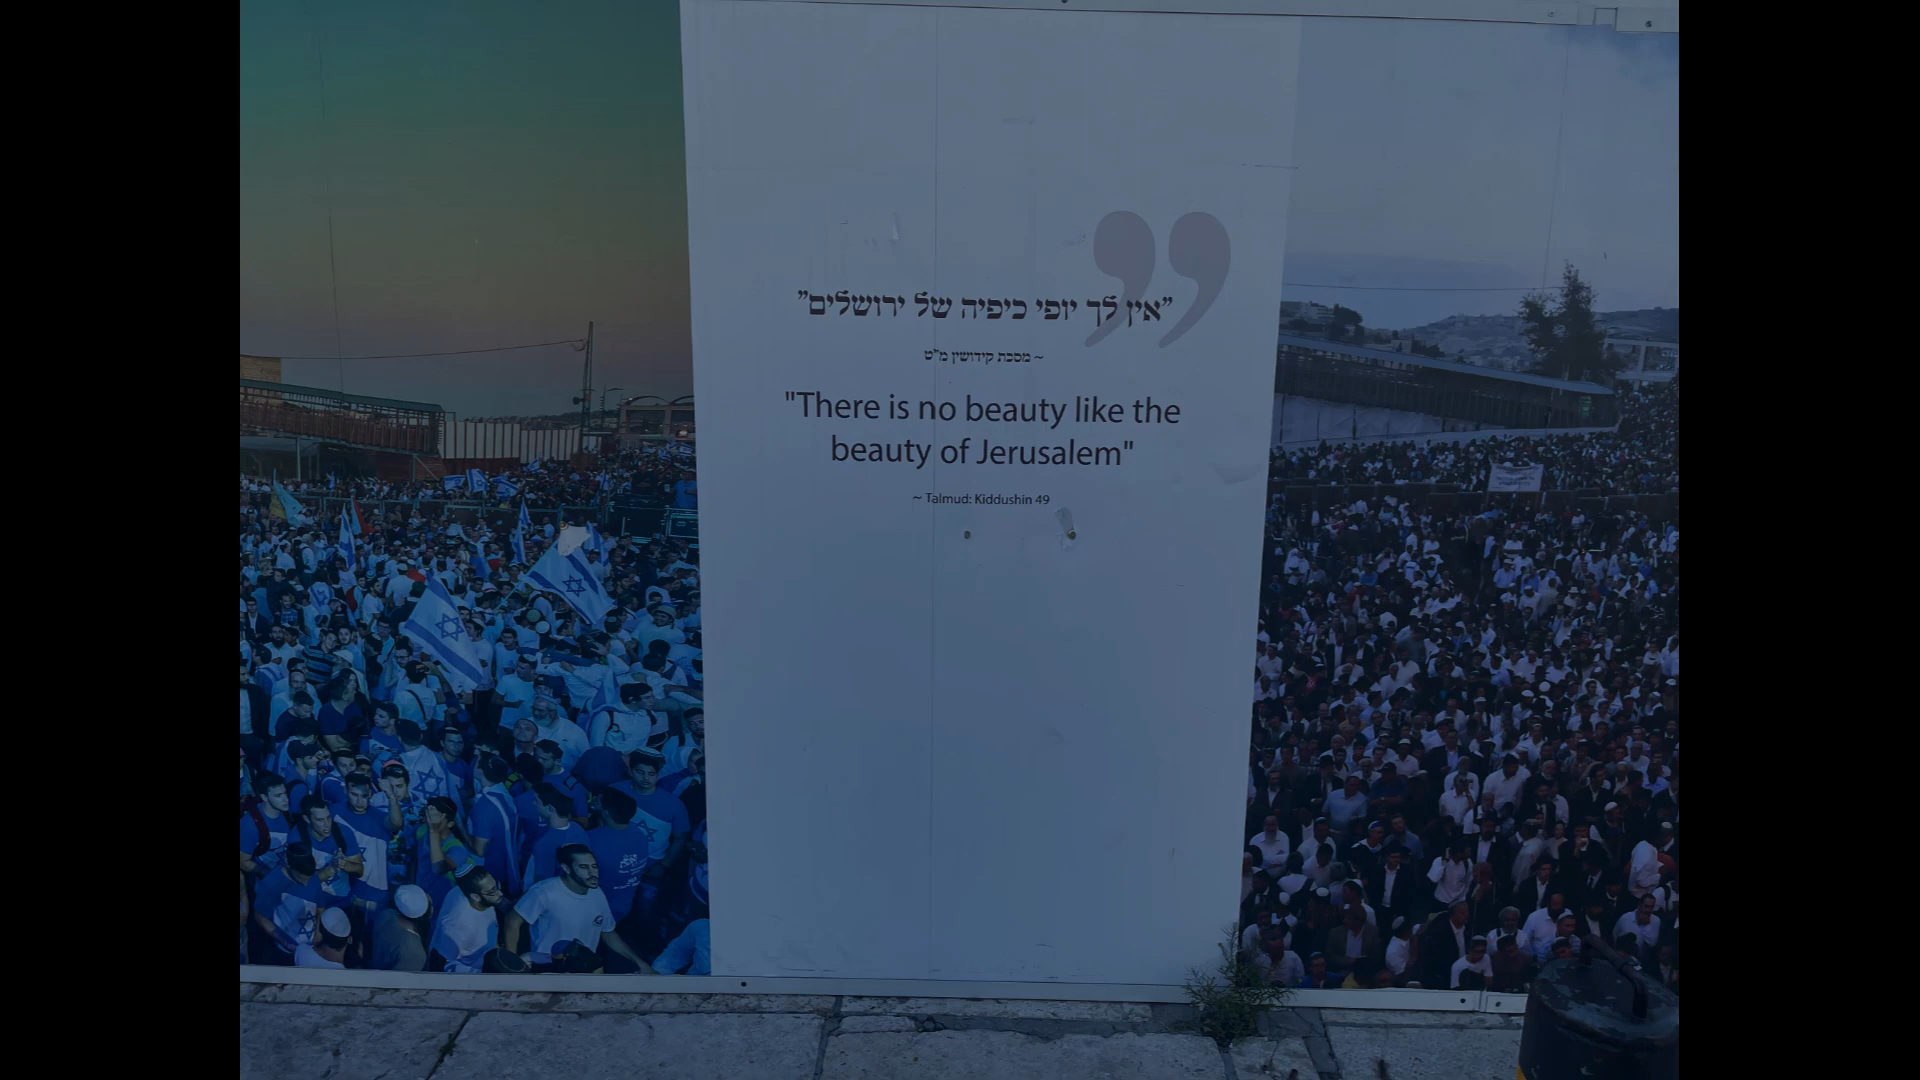 ”אין לך יופי כיפיה של ירושלים”
~ מסכת קידושין מ"ט
"There is no beauty like the
beauty of Jerusalem"
~ Talmud: Kiddushin 49